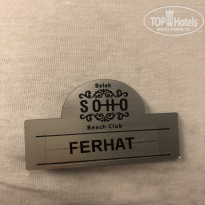 TOP Hotels
Belek
SOHO
Beach Club
FERHAT